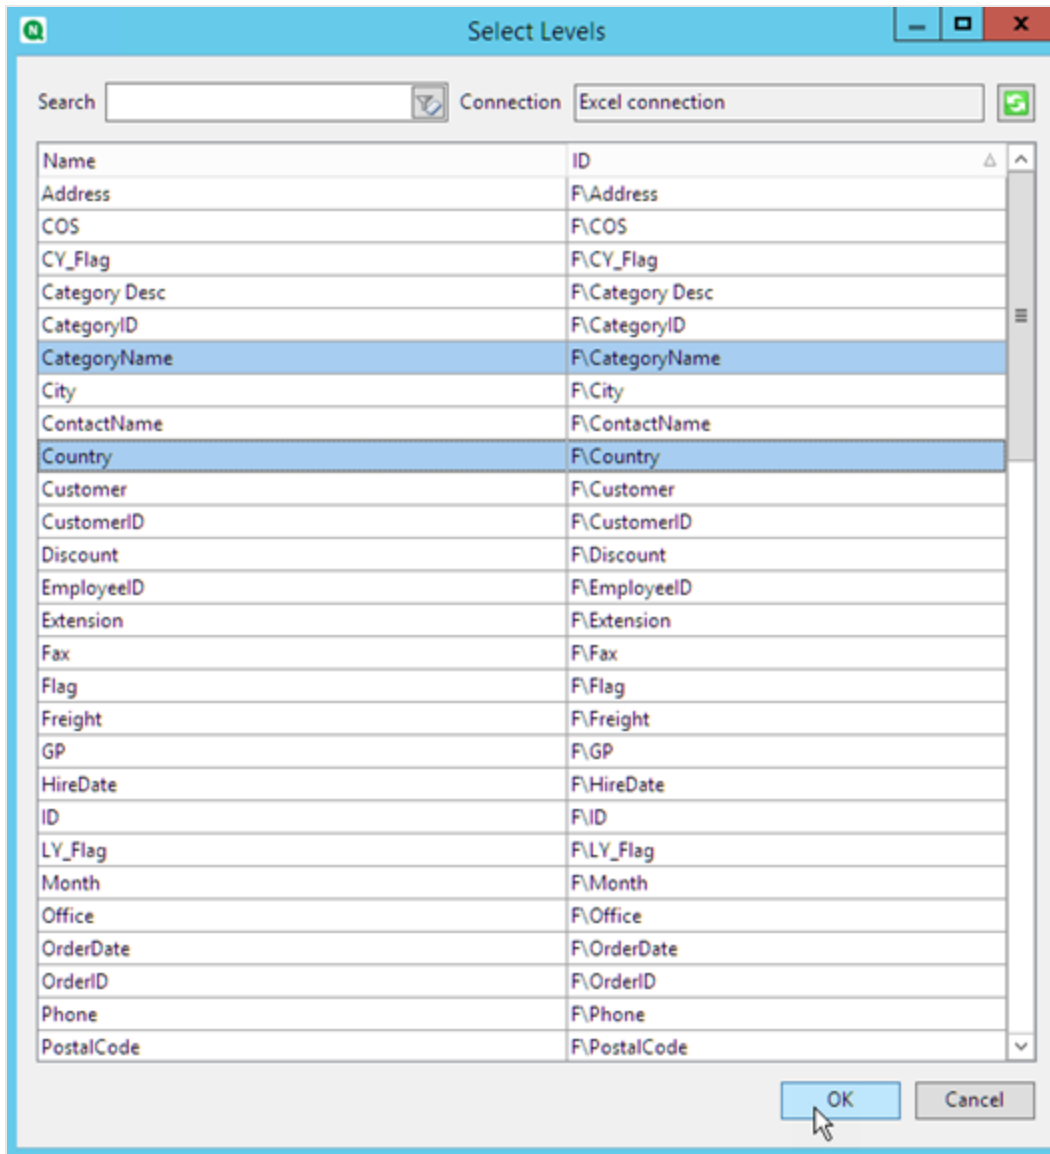 Select Levels
Search Connection Excel connection
Name ID
Address F\Address
COS F\COS
CY_Flag F\CY_Flag
Category Desc F\Category Desc
CategoryID F\CategoryID
CategoryName F\CategoryName
City F\City
ContactName F\ContactName
Country F\Country
Customer F\Customer
CustomerID F\CustomerID
Discount F\Discount
EmployeeID F\EmployeeID
Extension F\Extension
Fax F\Fax
Flag F\Flag
Freight F\Freight
GP F\GP
HireDate F\HireDate
ID F\ID
LY_Flag F\LY_Flag
Month F\Month
Office F\Office
OrderDate F\OrderDate
OrderID F\OrderID
Phone F\Phone
PostalCode F\PostalCode
OK Cancel